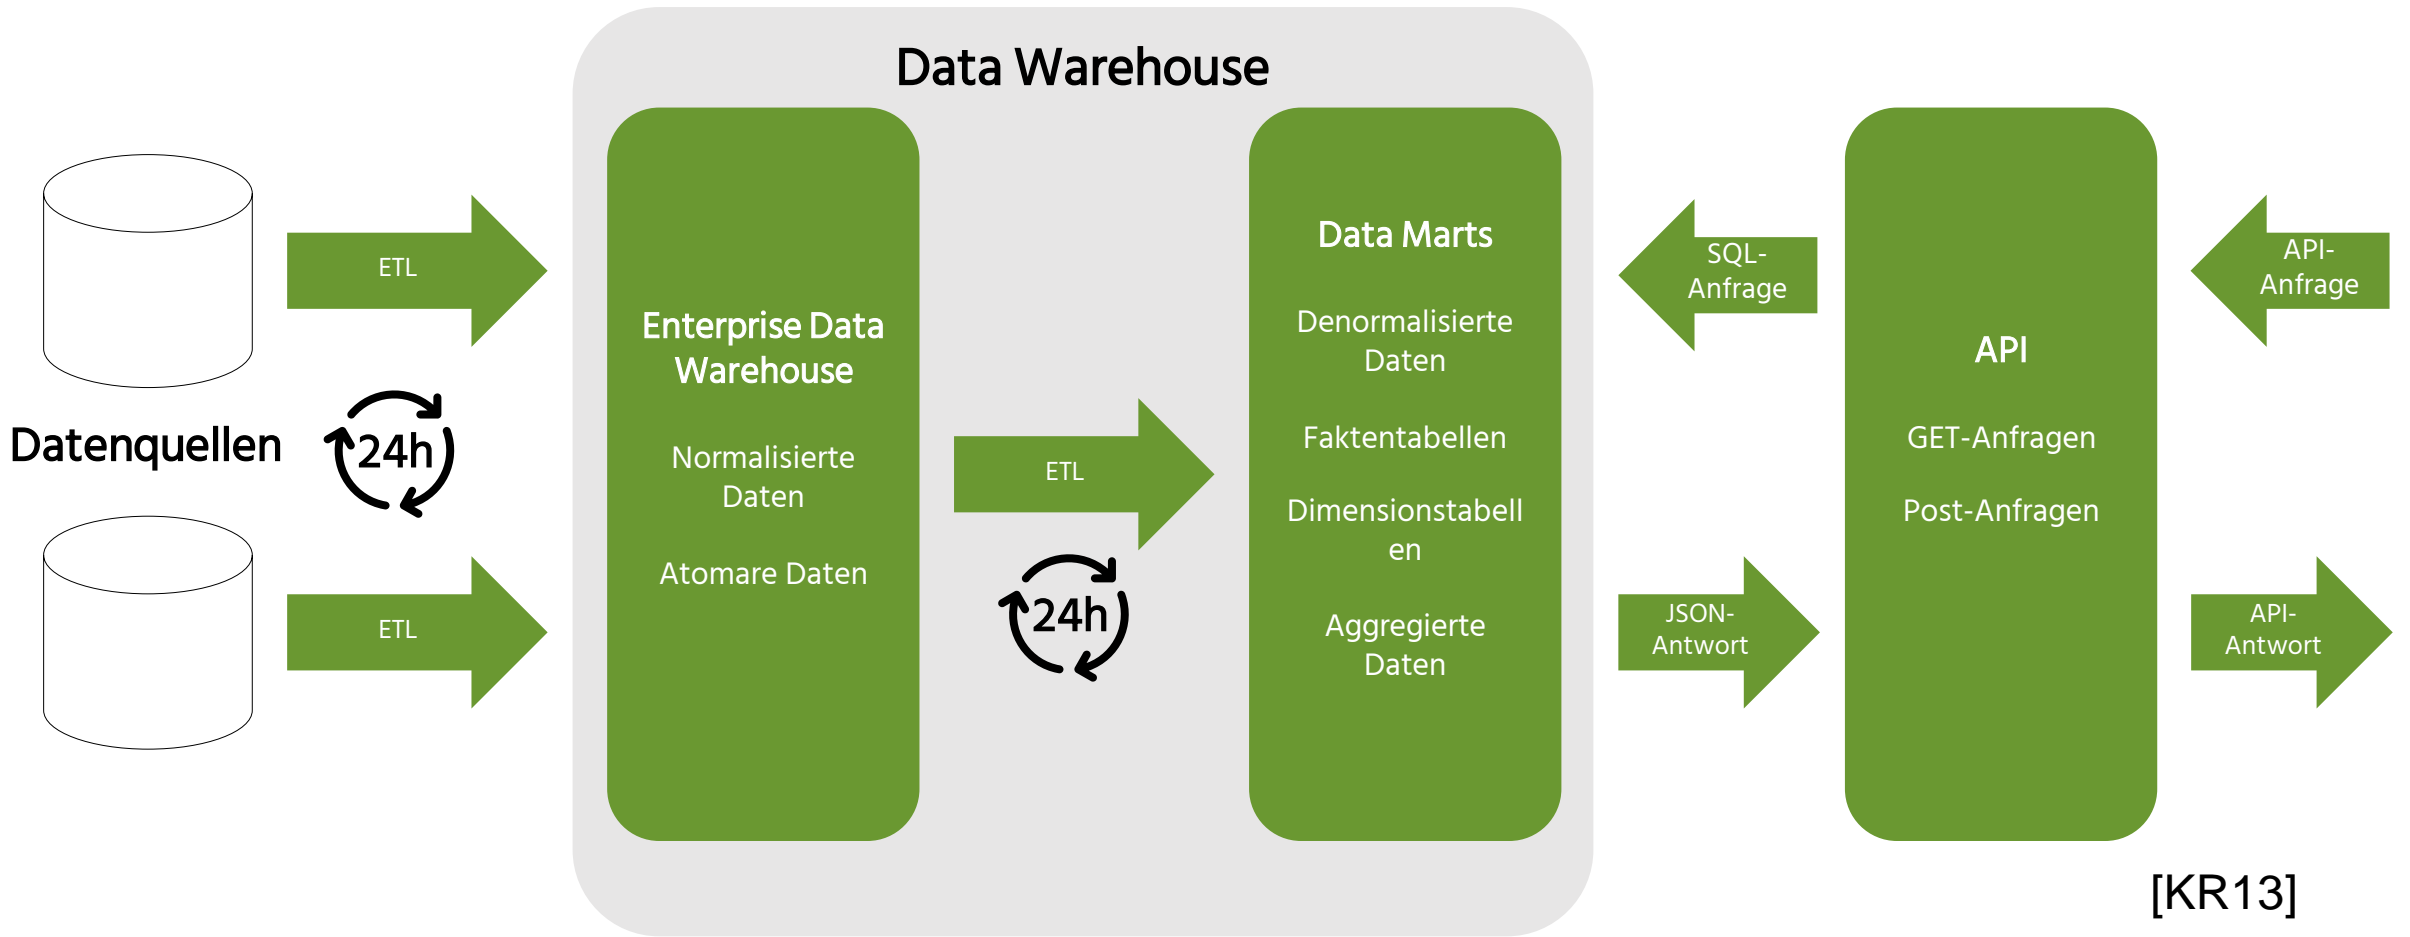 Data Warehouse
Datenquellen
ETL
ETL
24h
Enterprise Data
Warehouse
Normalisierte
Daten
Atomare Daten
ETL
24h
Data Marts
Denormalisierte
Daten
Faktentabellen
Dimensionstabell
en
Aggregierte
Daten
SQL-
Anfrage
JSON-
Antwort
API
GET-Anfragen
Post-Anfragen
API-
Anfrage
API-
Antwort
[KR13]